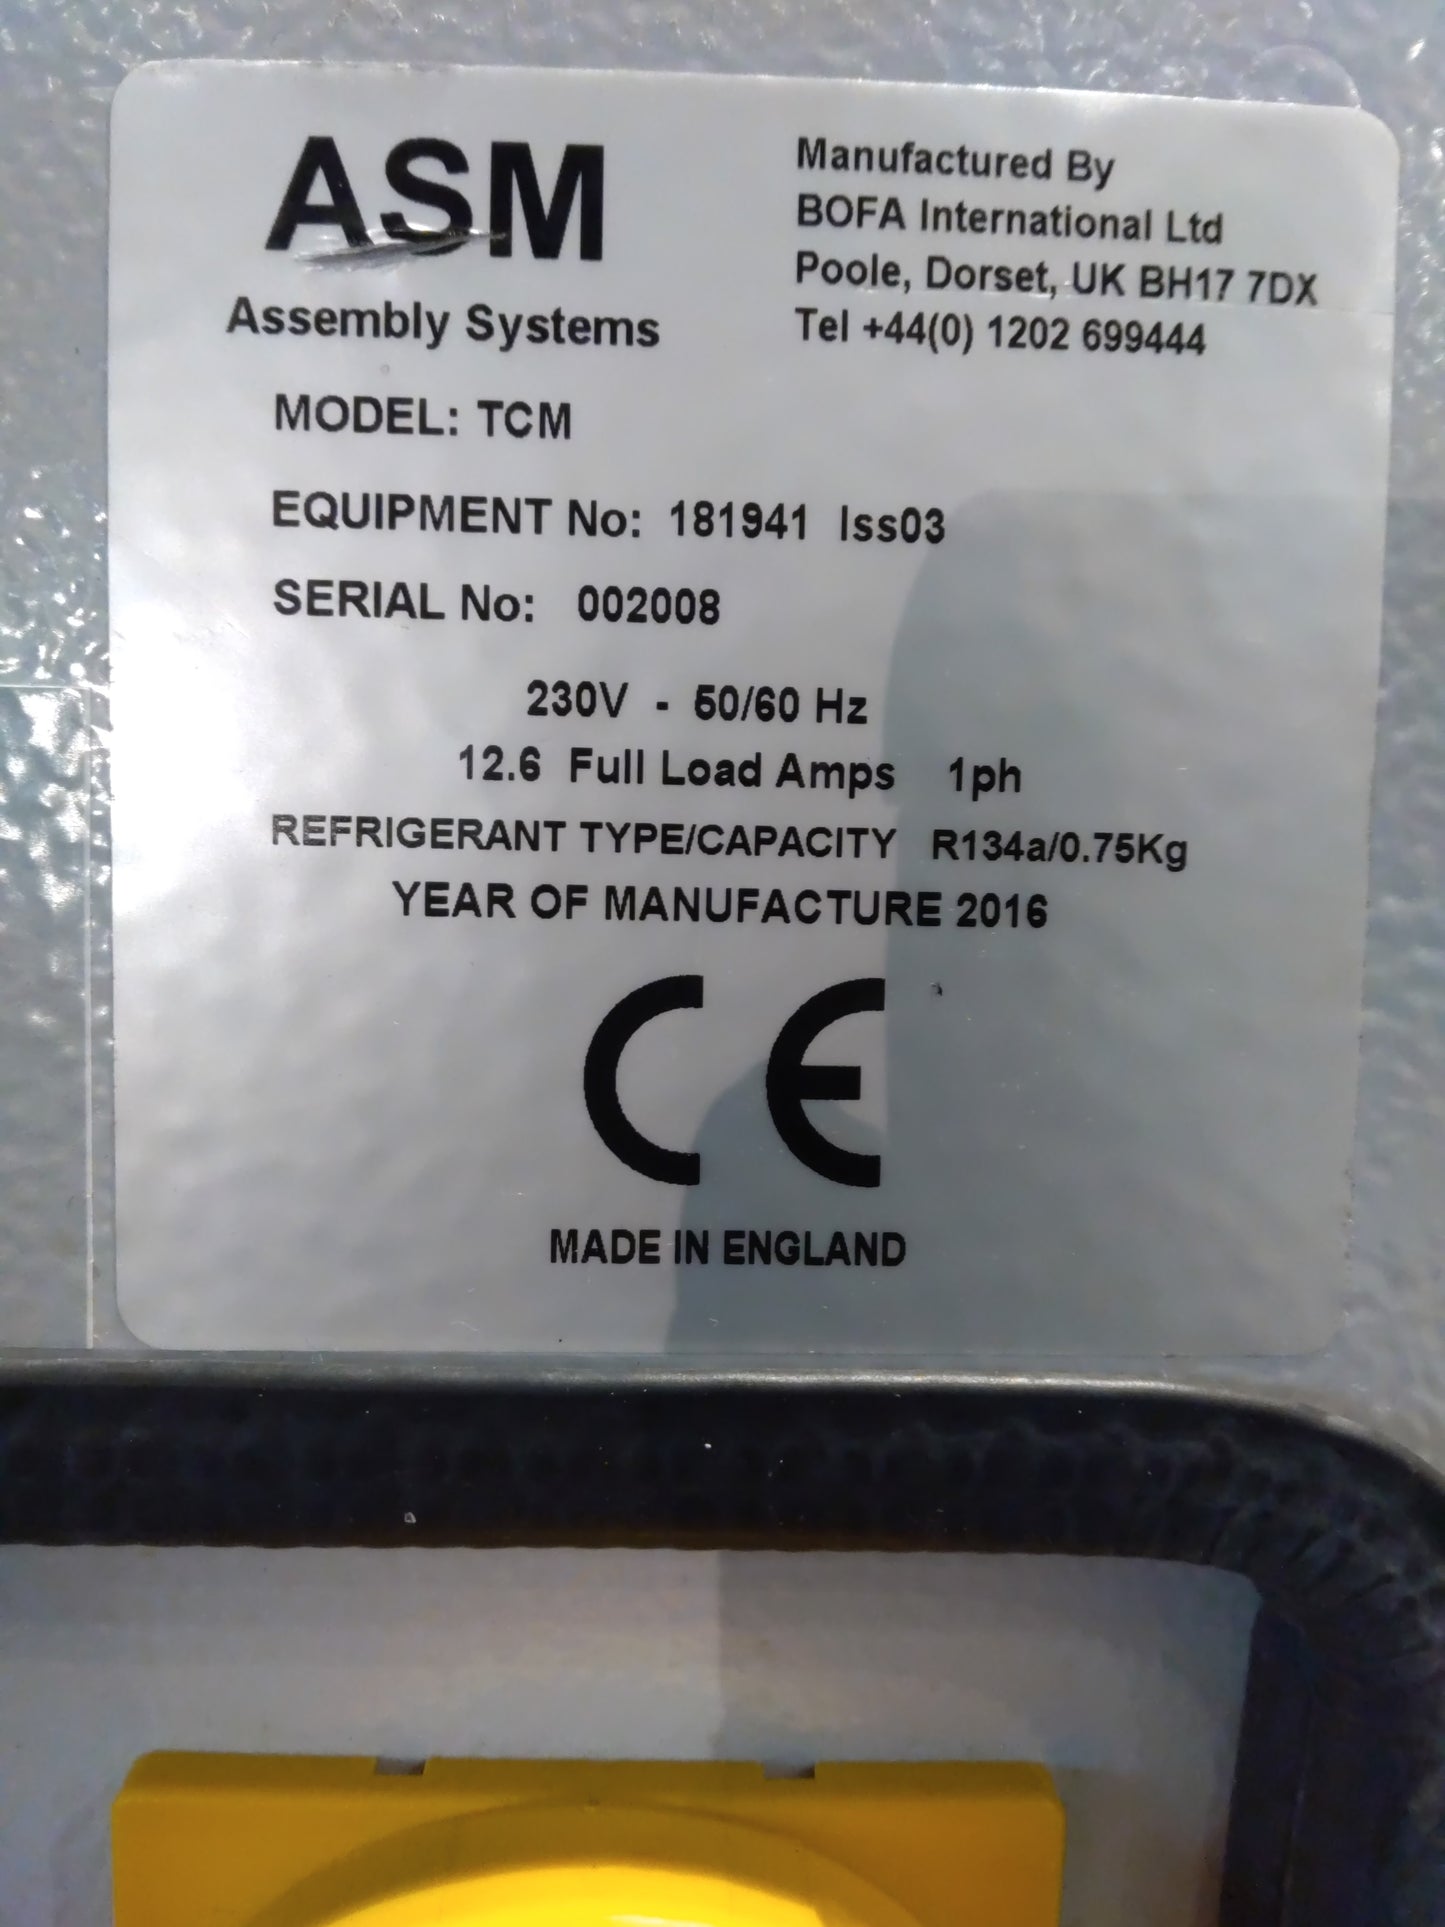 ASM
Assembly Systems
Manufactured By
BOFA International Ltd
Poole, Dorset, UK BH17 7DX
Tel +44(0) 1202 699444
MODEL: TCM
EQUIPMENT No: 181941 Iss03
SERIAL No: 002008
230V - 50/60 Hz
12.6 Full Load Amps 1ph
REFRIGERANT TYPE/CAPACITY R134a/0.75Kg
YEAR OF MANUFACTURE 2016
CE
MADE IN ENGLAND